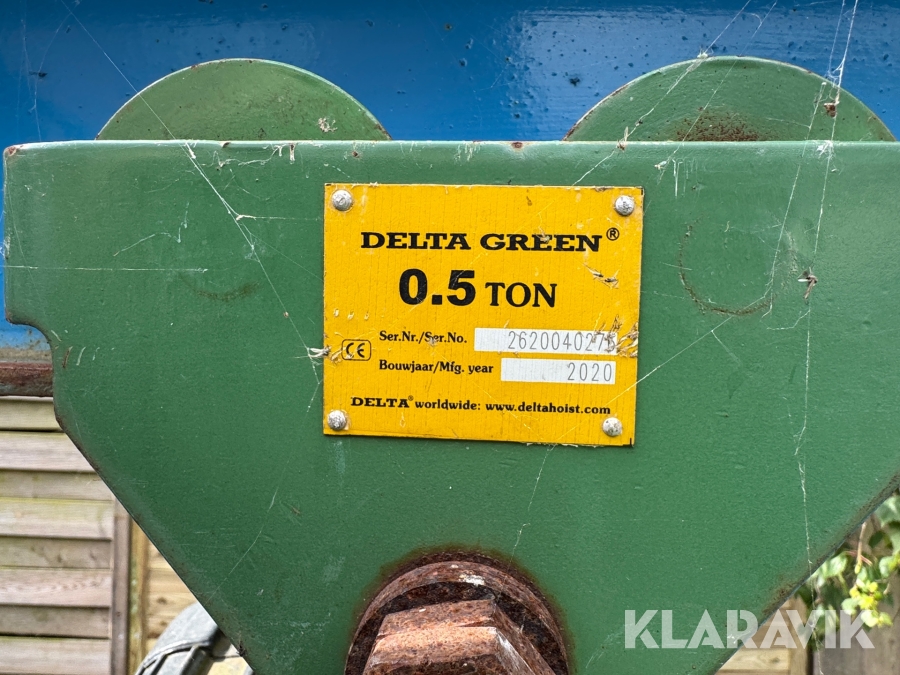 DELTA GREEN®
0.5 TON
Ser.Nr./Ser.No.
CE
Bouwjaar/Mfg. year 2020
DELTA® worldwide: www.deltahoist.com
KLARAVIK